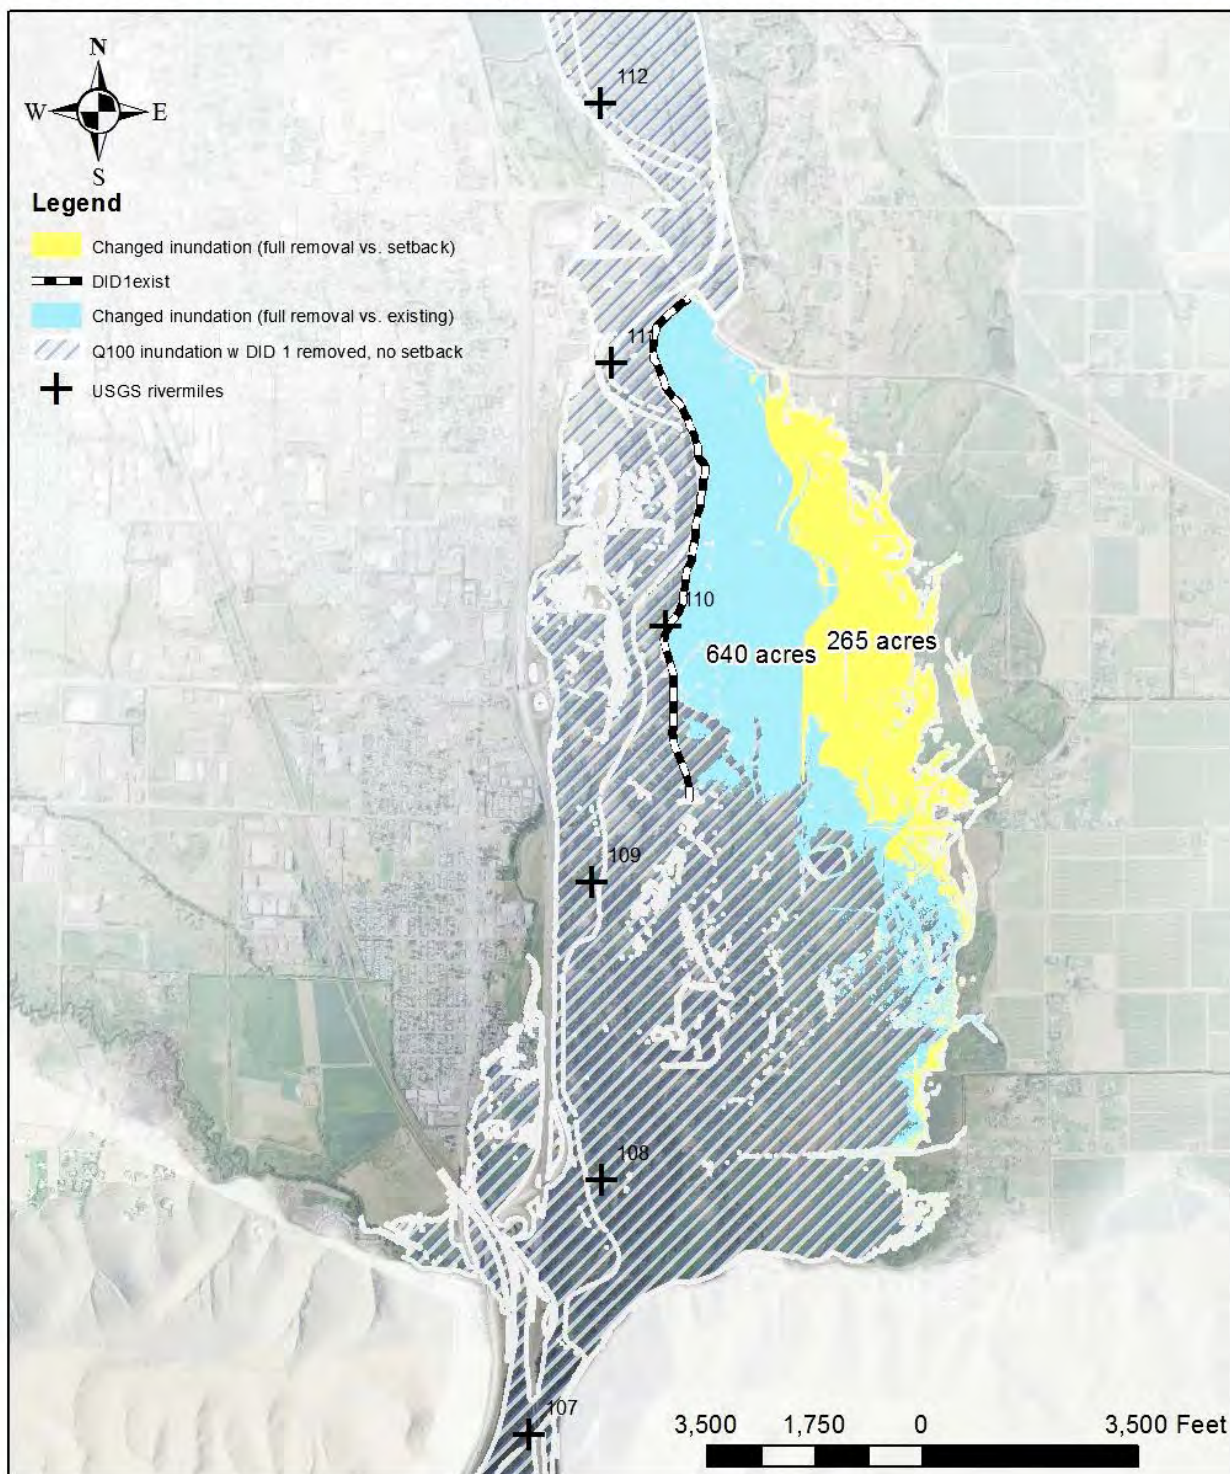 N
W E
S
Legend
Changed inundation (full removal vs. setback)
DID1exist
Changed inundation (full removal vs. existing)
Q100 inundation w DID 1 removed, no setback
USGS rivermiles
112
111
110
640 acres
265 acres
109
108
107
3,500 1,750 0 3,500 Feet